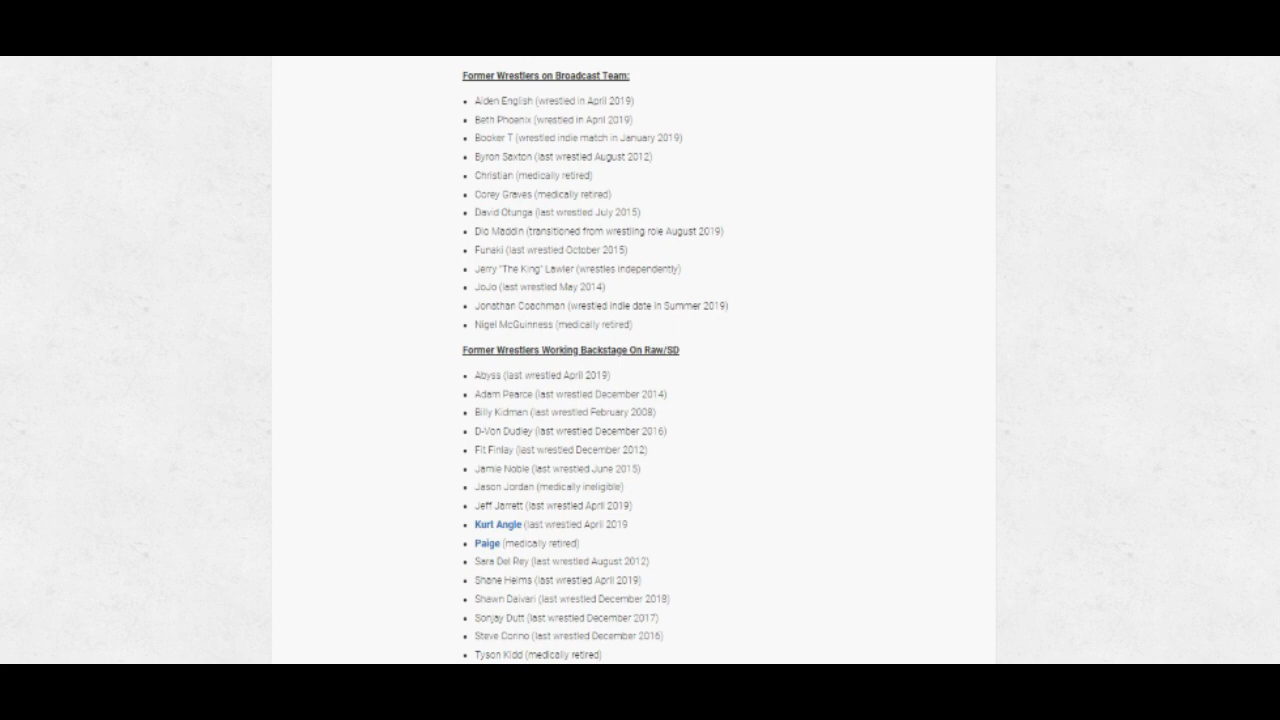 Former Wrestlers on Broadcast Team:
• Aiden English (wrestled in April 2019)
• Beth Phoenix (wrestled in April 2019)
• Booker T (wrestled indie match in January 2019)
• Byron Saxton (last wrestled August 2012)
• Christian (medically retired)
• Corey Graves (medically retired)
• David Otunga (last wrestled July 2015)
• Dio Maddin (transitioned from wrestling role August 2019)
• Funaki (last wrestled October 2015)
• Jerry "The King" Lawler (wrestles independently)
• JoJo (last wrestled May 2014)
• Jonathan Coachman (wrestled indie date in Summer 2019)
• Nigel McGuinness (medically retired)
Former Wrestlers Working Backstage On Raw/SD
• Abyss (last wrestled April 2019)
• Adam Pearce (last wrestled December 2014)
• Billy Kidman (last wrestled February 2008)
• D-Von Dudley (last wrestled December 2016)
• Fit Finlay (last wrestled December 2012)
• Jamie Noble (last wrestled June 2015)
• Jason Jordan (medically ineligible)
• Jeff Jarrett (last wrestled April 2019)
• Kurt Angle (last wrestled April 2019
• Paige (medically retired)
• Sara Del Rey (last wrestled August 2012)
• Shane Helms (last wrestled April 2019)
• Shawn Daivari (last wrestled December 2018)
• Sonjay Dutt (last wrestled December 2017)
• Steve Corino (last wrestled December 2016)
• Tyson Kidd (medically retired)